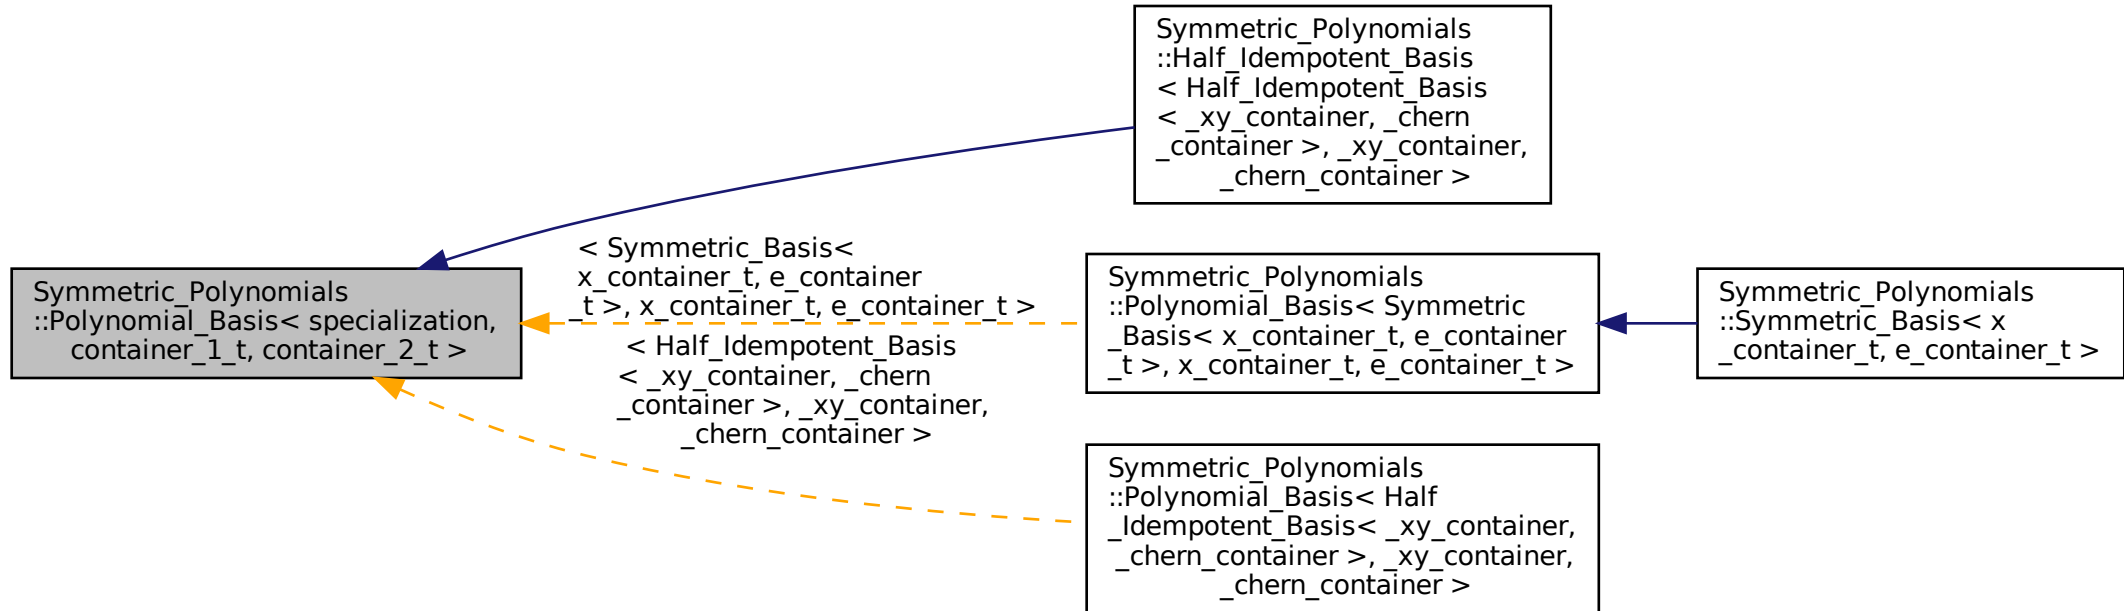 Symmetric_Polynomials
::Half_Idempotent_Basis
< Half_Idempotent_Basis
< _xy_container, _chern
_container >, _xy_container,
_chern_container >
Symmetric_Polynomials
::Polynomial_Basis< specialization,
container_1_t, container_2_t >
< Symmetric_Basis<
x_container_t, e_container
_t >, x_container_t, e_container_t >
< Half_Idempotent_Basis
< _xy_container, _chern
_container >, _xy_container,
_chern_container >
Symmetric_Polynomials
::Polynomial_Basis< Symmetric
_Basis< x_container_t, e_container
_t >, x_container_t, e_container_t >
Symmetric_Polynomials
::Symmetric_Basis< x
_container_t, e_container_t >
Symmetric_Polynomials
::Polynomial_Basis< Half
_Idempotent_Basis< _xy_container,
_chern_container >, _xy_container,
_chern_container >